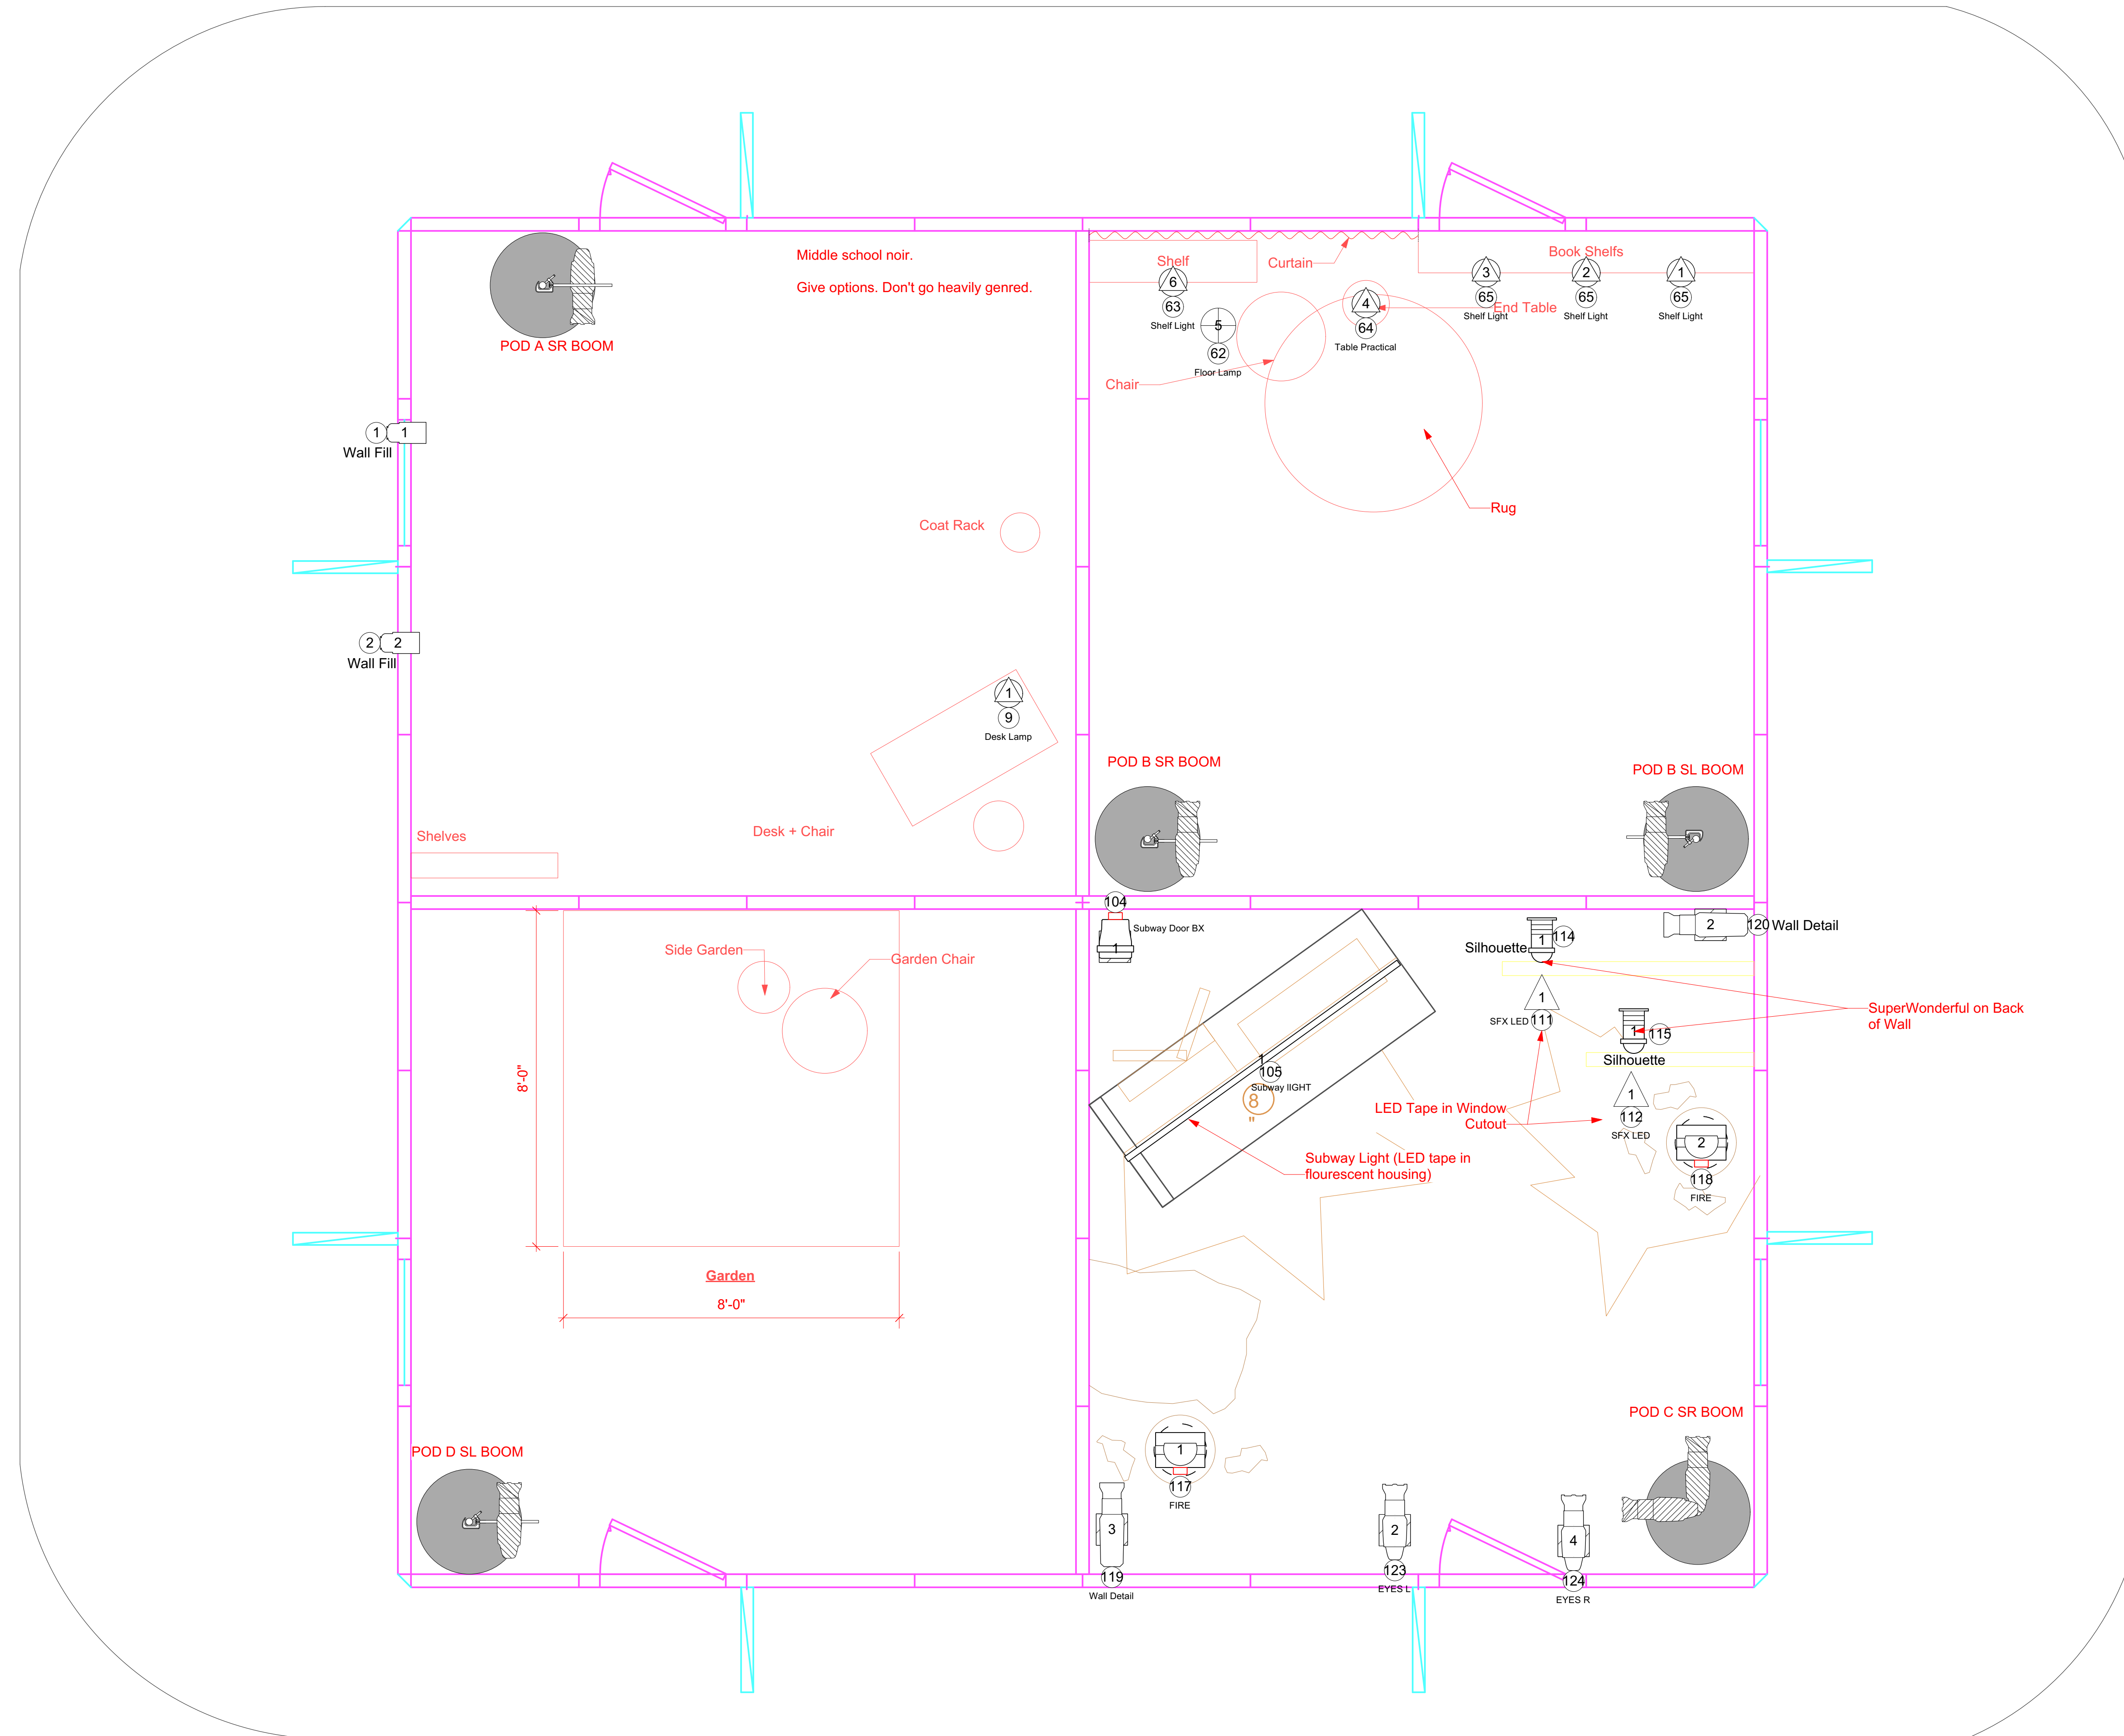 Middle school noir.
Give options. Don't go heavily genred.
POD A SR BOOM
1
1
Wall Fill
2
2
Wall Fill
Coat Rack
1
9
Desk Lamp
Desk + Chair
Shelves
Shelf
6
63
Shelf Light
Curtain
5
62
Floor Lamp
Chair
4
64
Table Practical
End Table
Book Shelfs
3
65
Shelf Light
2
65
Shelf Light
1
65
Shelf Light
Rug
POD B SR BOOM
POD B SL BOOM
Side Garden
Garden Chair
8'-0"
Garden
8'-0"
POD D SL BOOM
104
Subway Door BX
1
1
105
Subway lIGHT
8
"
Subway Light (LED tape in
flourescent housing)
Silhouette
1
114
2
120
Wall Detail
1
SFX LED
111
1
115
Silhouette
SuperWonderful on Back
of Wall
LED Tape in Window
Cutout
1
112
SFX LED
2
118
FIRE
1
117
FIRE
3
119
Wall Detail
2
123
EYES L
4
124
EYES R
POD C SR BOOM